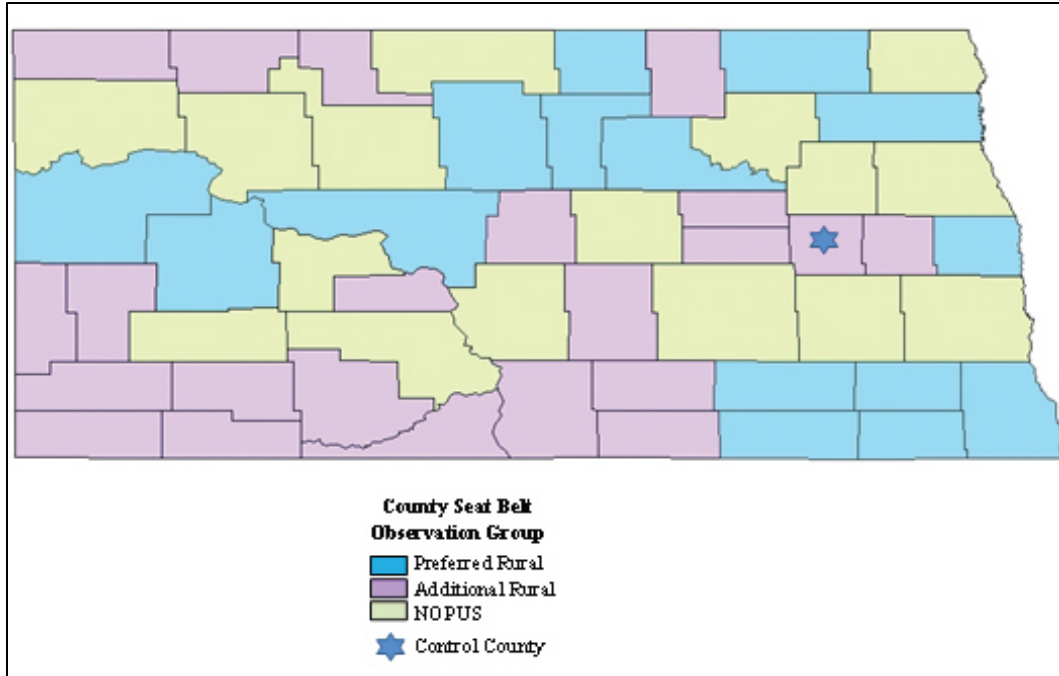 County Seat Belt
Observation Group
Preferred Rural
Additional Rural
NOPUS
Control County